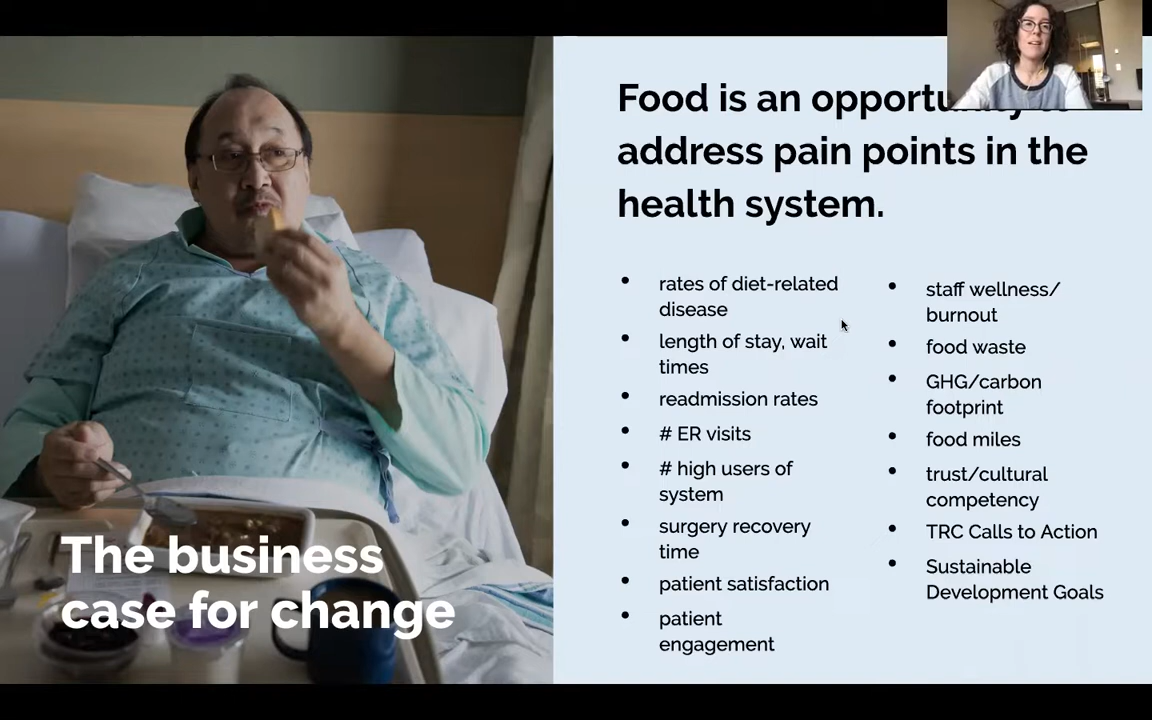 Food is an opportunity to
address pain points in the
health system.
rates of diet-related
disease
length of stay, wait
times
readmission rates
# ER visits
# high users of
system
surgery recovery
time
patient satisfaction
patient
engagement
staff wellness/
burnout
food waste
GHG/carbon
footprint
food miles
trust/cultural
competency
TRC Calls to Action
Sustainable
Development Goals
The business
case for change